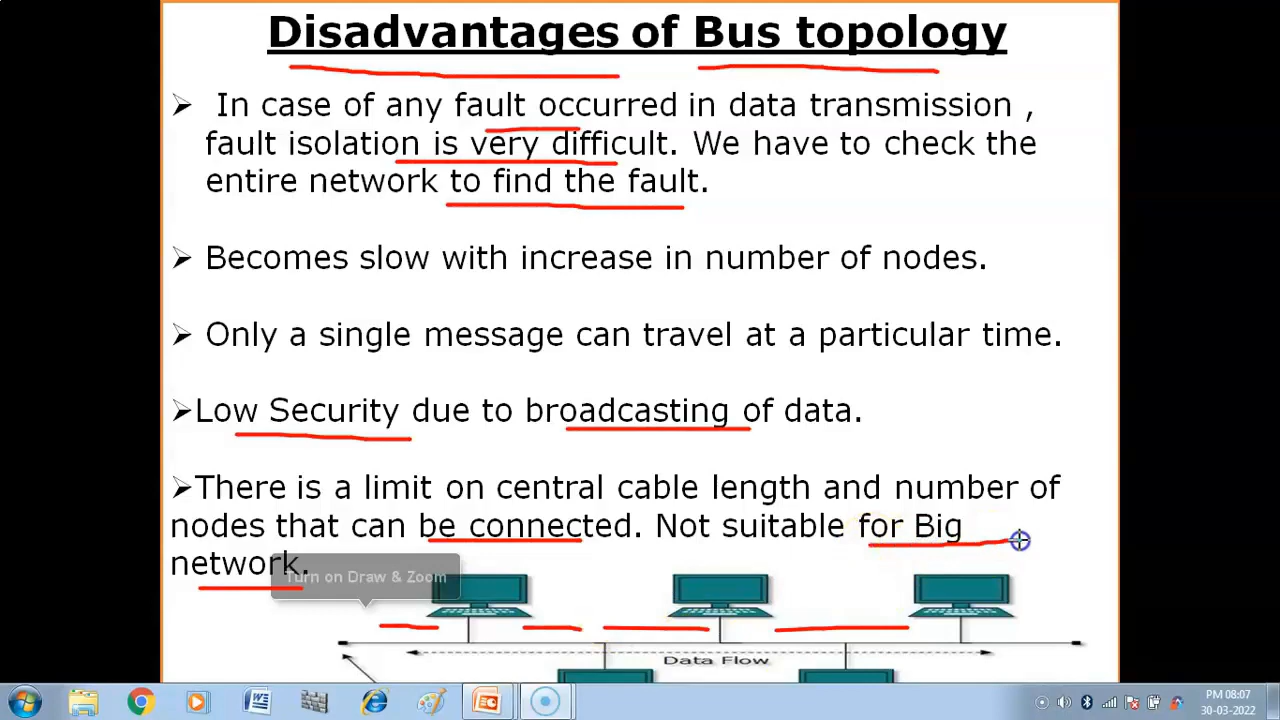 Disadvantages of Bus topology
➤ In case of any fault occurred in data transmission ,
fault isolation is very difficult. We have to check the
entire network to find the fault.
➤ Becomes slow with increase in number of nodes.
➤ Only a single message can travel at a particular time.
➤Low Security due to broadcasting of data.
➤There is a limit on central cable length and number of
nodes that can be connected. Not suitable for Big
network.
Turn on Draw & Zoom
Data Flow
PM 08:07
30-03-2022